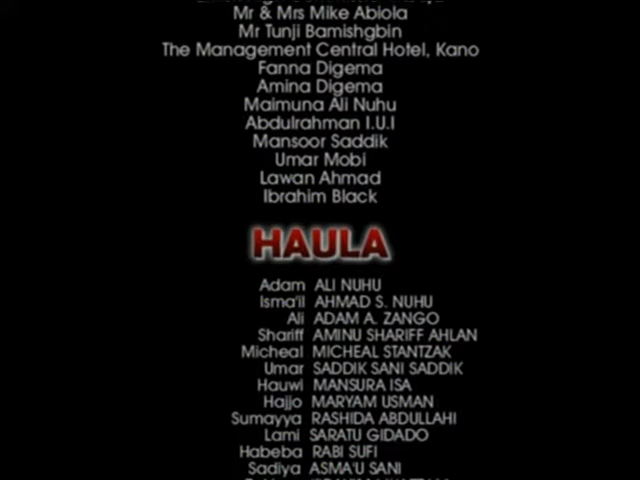 Mr & Mrs Mike Abiola
Mr Tunji Bamishgbin
The Management Central Hotel, Kano
Fanna Digema
Amina Digema
Maimuna Ali Nuhu
Abdulrahman I.U.I
Mansoor Saddik
Umar Mobi
Lawan Ahmad
Ibrahim Black
HAULA
Adam ALI NUHU
Isma'il AHMAD S. NUHU
Ali ADAM A. ZANGO
Shariff AMINU SHARIFF AHLAN
Micheal MICHEAL STANTZAK
Umar SADDIK SANI SADDIK
Hauwi MANSURA ISA
Hajjo MARYAM USMAN
Sumayya RASHIDA ABDULLAHI
Lami SARATU GIDADO
Habeba RABI SUFI
Sadiya ASMA'U SANI